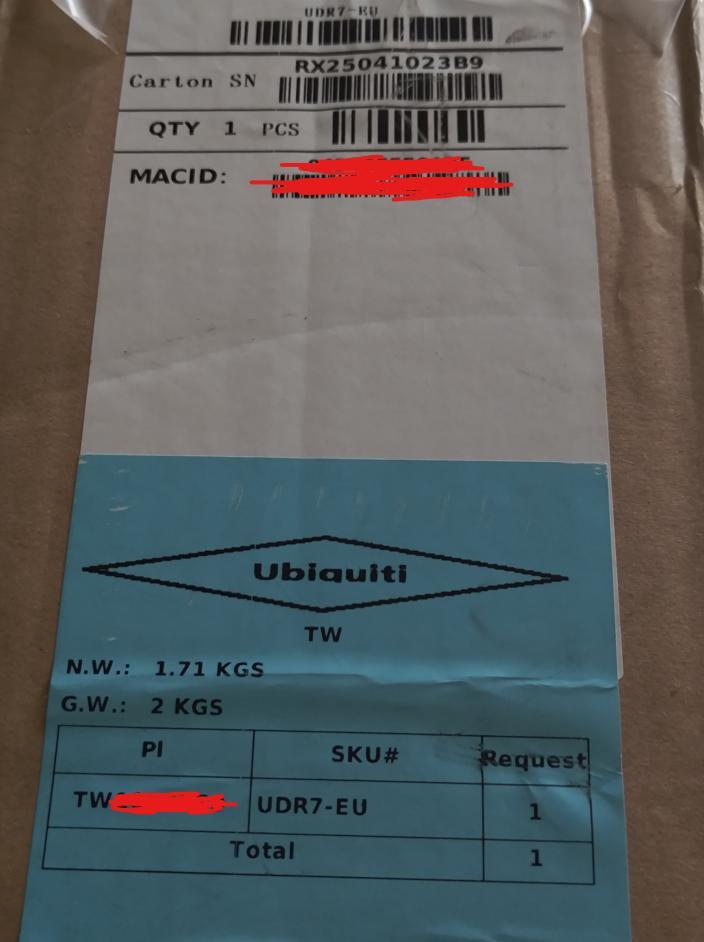 UDR7-EU
Carton SN RX25041023B9
QTY 1 PCS
MACID:
Ubiquiti
TW
N.W.: 1.71 KGS
G.W.: 2 KGS
PI SKU# Request
TW UDR7-EU 1
Total 1